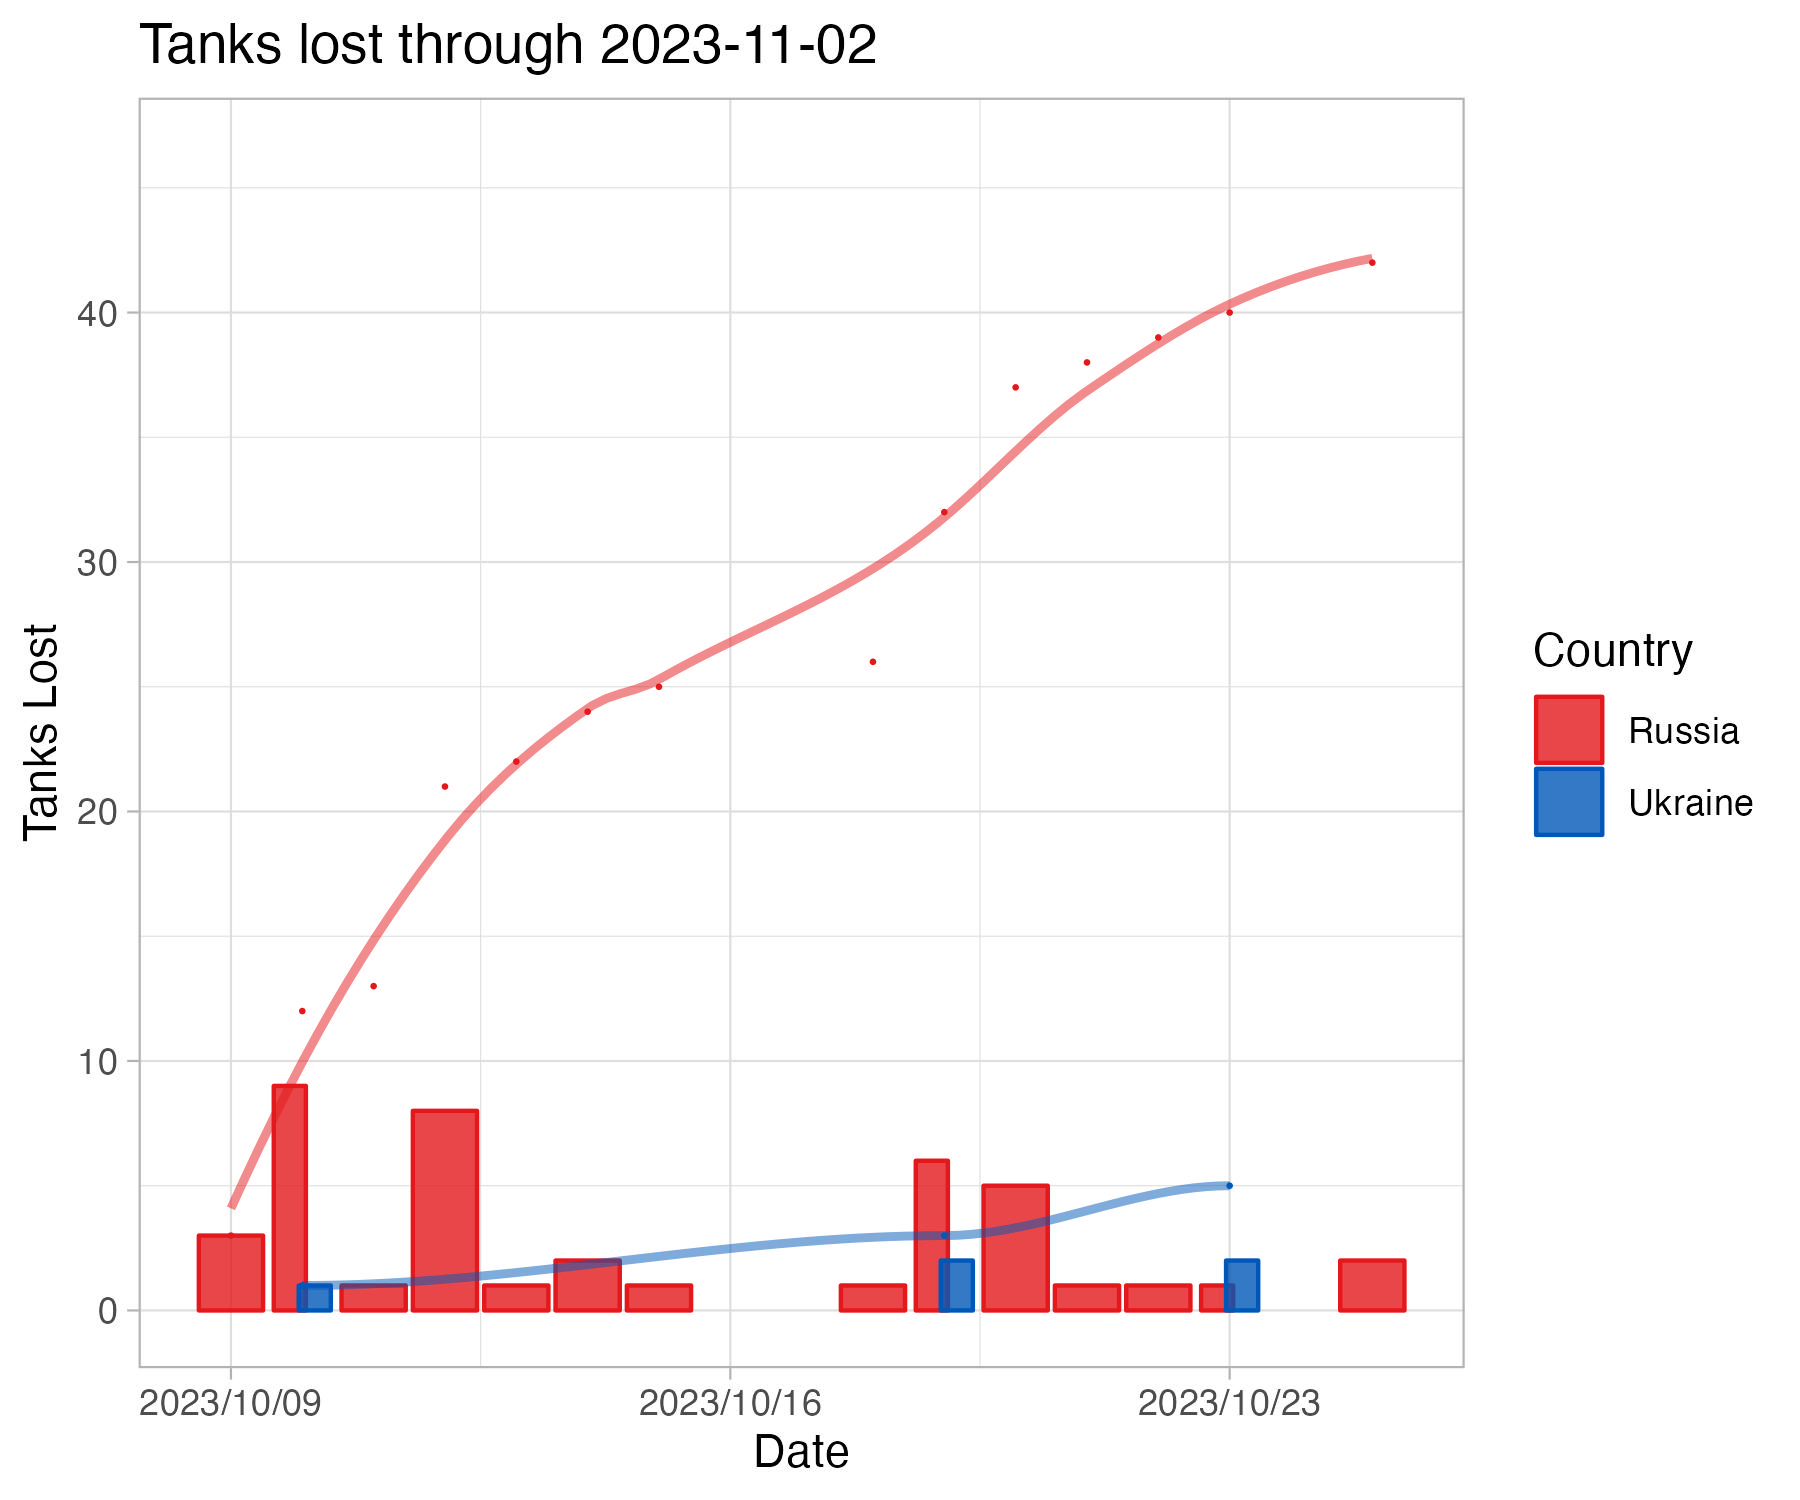 Tanks lost through 2023-11-02
Tanks Lost
40
30
20
10
0
2023/10/09
2023/10/16
2023/10/23
Date
Country
Russia
Ukraine